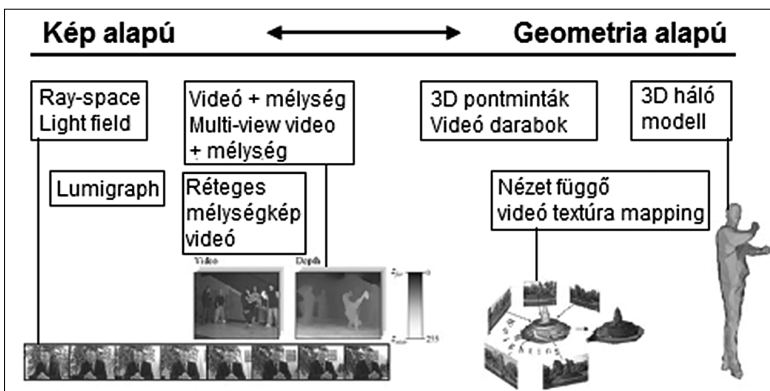 Kép alapú
Geometria alapú
Ray-space
Light field
Videó + mélység
Multi-view video
+ mélység
3D pontminták
Videó darabok
3D háló
modell
Lumigraph
Réteges
mélységkép
videó
Nézet függő
videó textúra mapping
Video
Depth
0
255